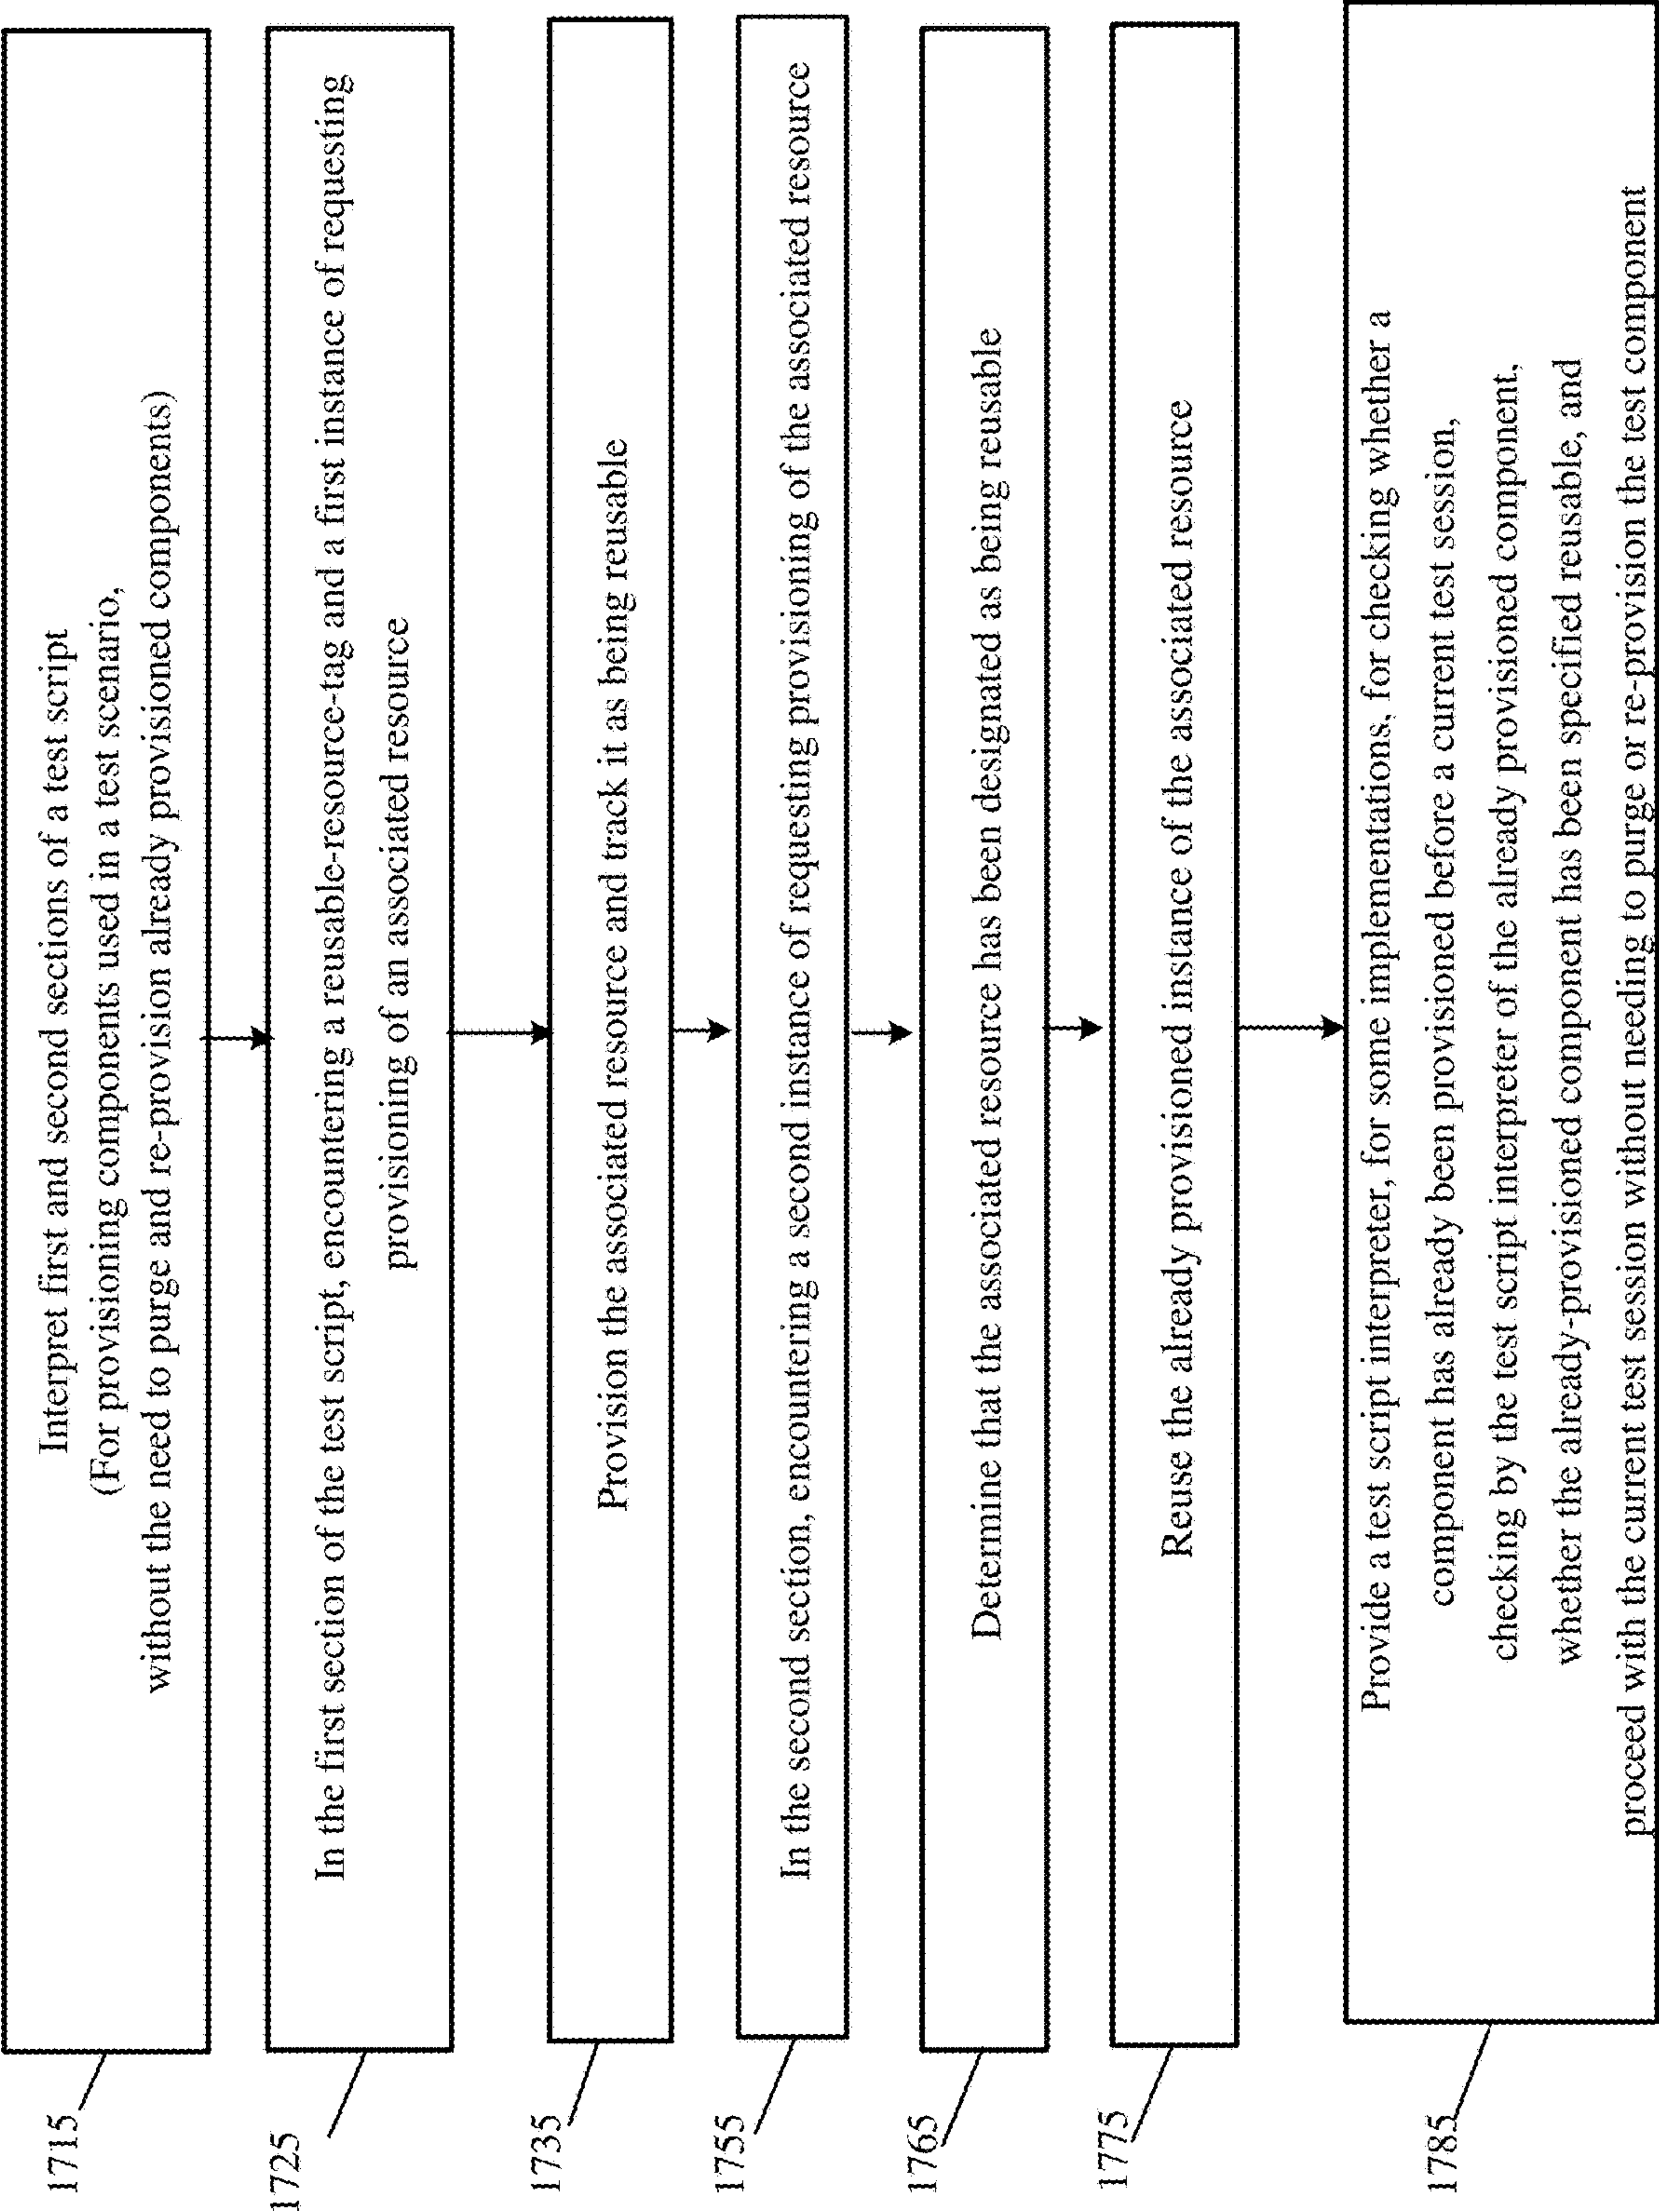 1715
Interpret first and second sections of a test script
(For provisioning components used in a test scenario,
without the need to purge and re-provision already provisioned components)
1725
In the first section of the test script, encountering a reusable-resource-tag and a first instance of requesting
provisioning of an associated resource
1735
Provision the associated resource and track it as being reusable
1755
In the second section, encountering a second instance of requesting provisioning of the associated resource
1765
Determine that the associated resource has been designated as being reusable
1775
Reuse the already provisioned instance of the associated resource
1785
Provide a test script interpreter, for some implementations, for checking whether a
component has already been provisioned before a current test session,
checking by the test script interpreter of the already provisioned component,
whether the already-provisioned component has been specified reusable, and
proceed with the current test session without needing to purge or re-provision the test component